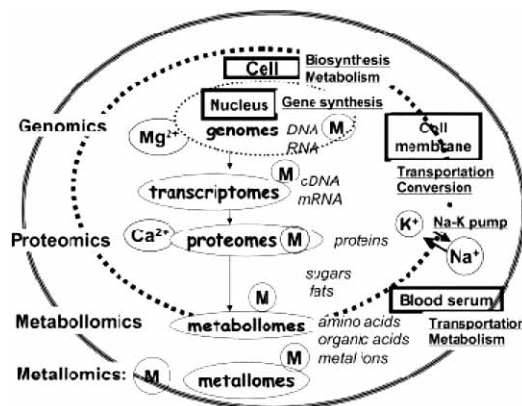 Cell
Biosynthesis
Metabolism
Nucleus
Gene synthesis
Genomics
Mg²⁺
genomes
DNA
RNA
M
Cell
membrane
M
cDNA
mRNA
transcriptomes
Transportation
Conversion
K⁺
Na-K pump
Na⁺
Proteomics
Ca²⁺
proteomes
M
proteins
sugars
fats
M
Blood serum
Metabollomics
metabollomes
amino acids
organic acids
metal ions
Transportation
Metabolism
Metallomics:
M
M
metallomes